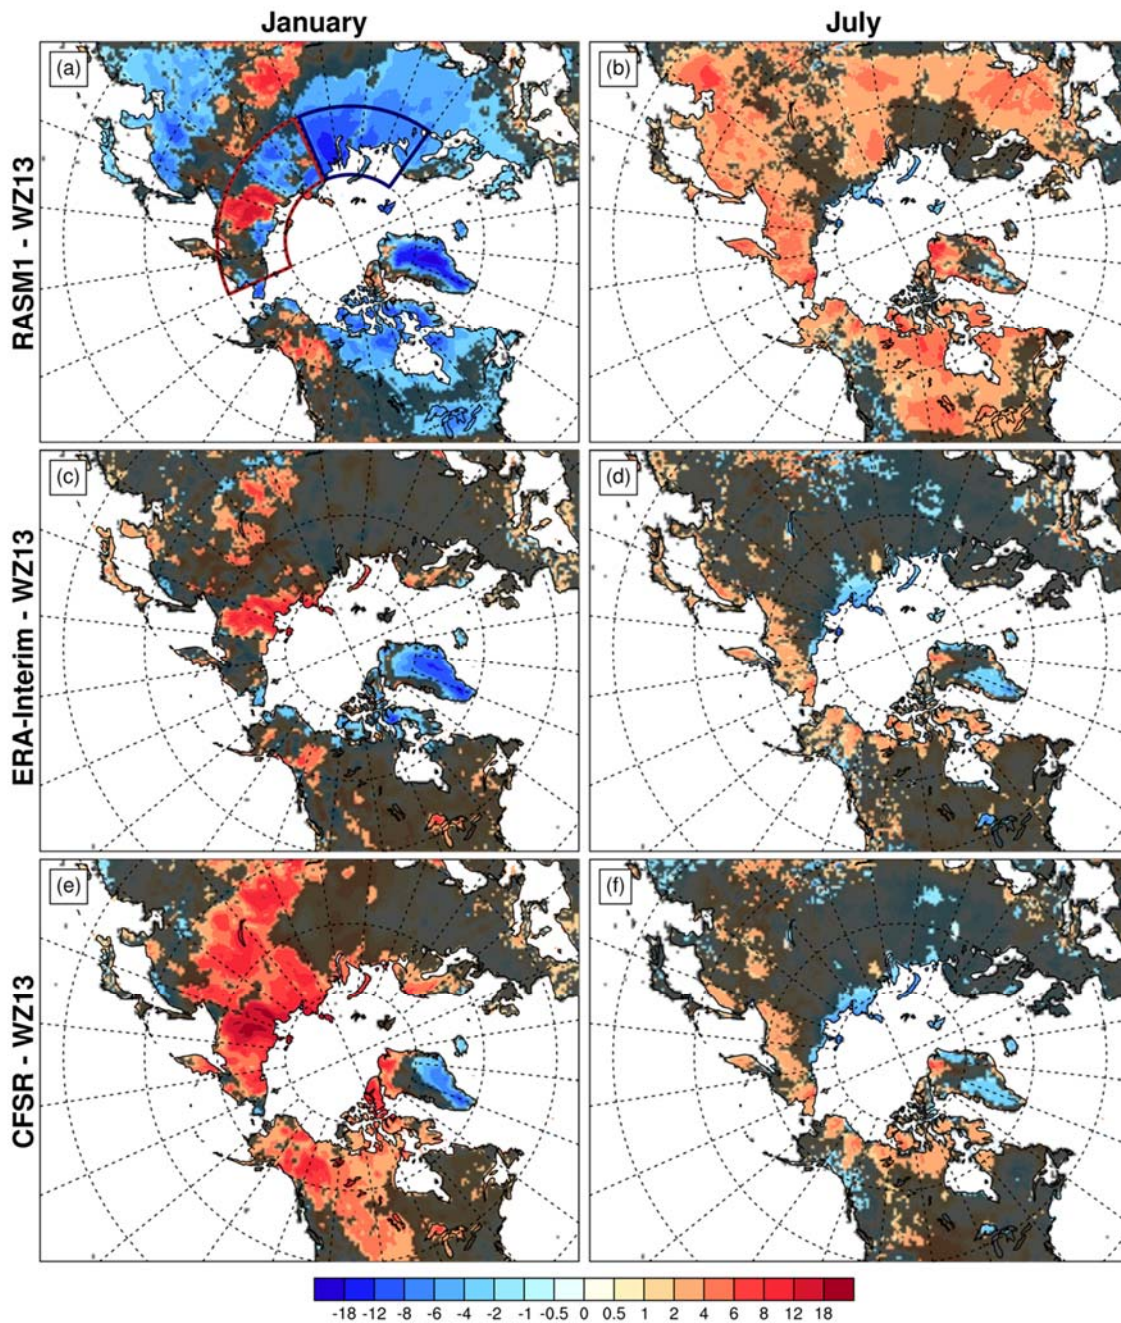 January July
(a) (b)
RASM1 - WZ13
(c) (d)
ERA-Interim - WZ13
(e) (f)
CFSR - WZ13
-18 -12 -8 -6 -4 -2 -1 -0.5 0 0.5 1 2 4 6 8 12 18